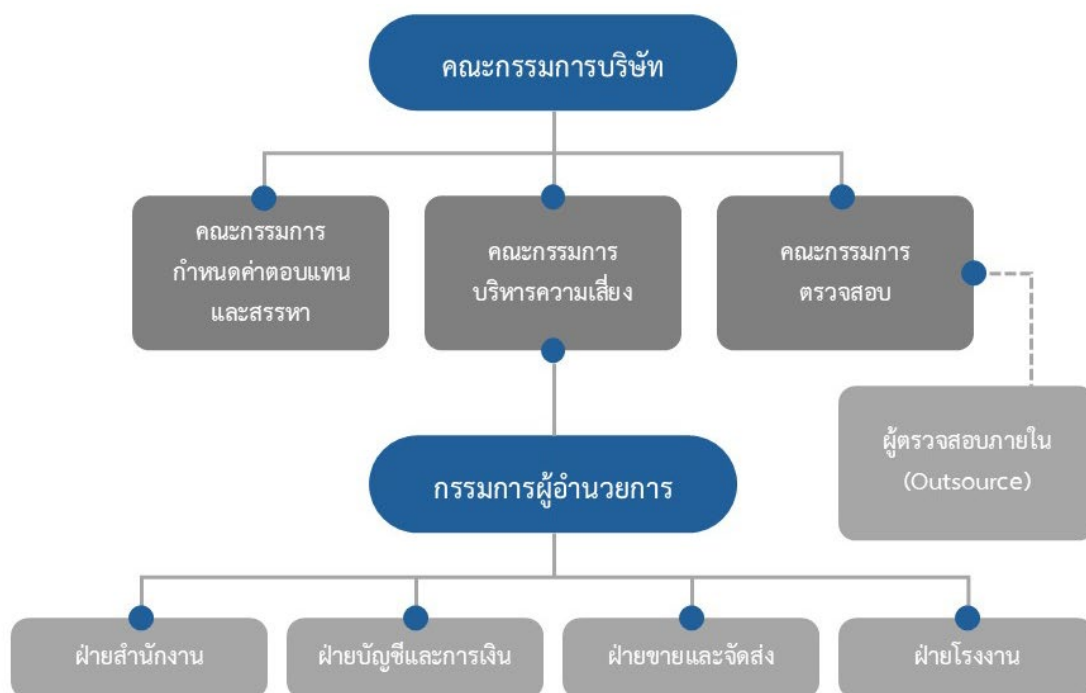 คณะกรรมการบริษัท
คณะกรรมการ
กำหนดค่าตอบแทน
และสรรหา
คณะกรรมการ
บริหารความเสี่ยง
คณะกรรมการ
ตรวจสอบ
ผู้ตรวจสอบภายใน
(Outsource)
กรรมการผู้อำนวยการ
ฝ่ายสำนักงาน
ฝ่ายบัญชีและการเงิน
ฝ่ายขายและจัดส่ง
ฝ่ายโรงงาน